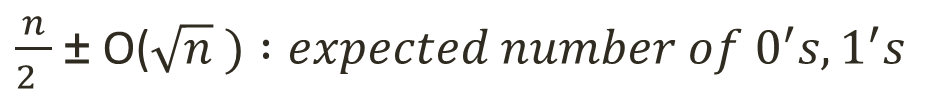 n/2 ± O(√n ) : expected number of 0's, 1's